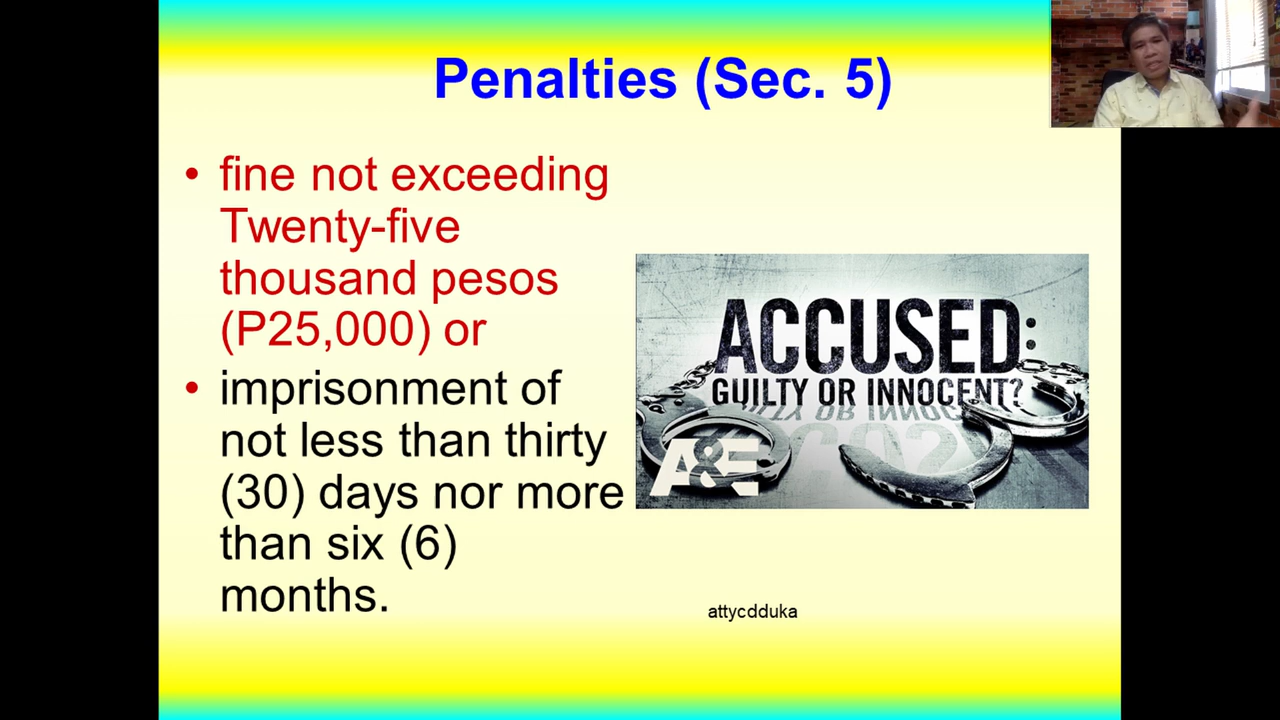 Penalties (Sec. 5)
• fine not exceeding
Twenty-five
thousand pesos
(P25,000) or
• imprisonment of
not less than thirty
(30) days nor more
than six (6)
months.
ACCUSED:
GUILTY OR INNOCENT?
A&E
attycdduka